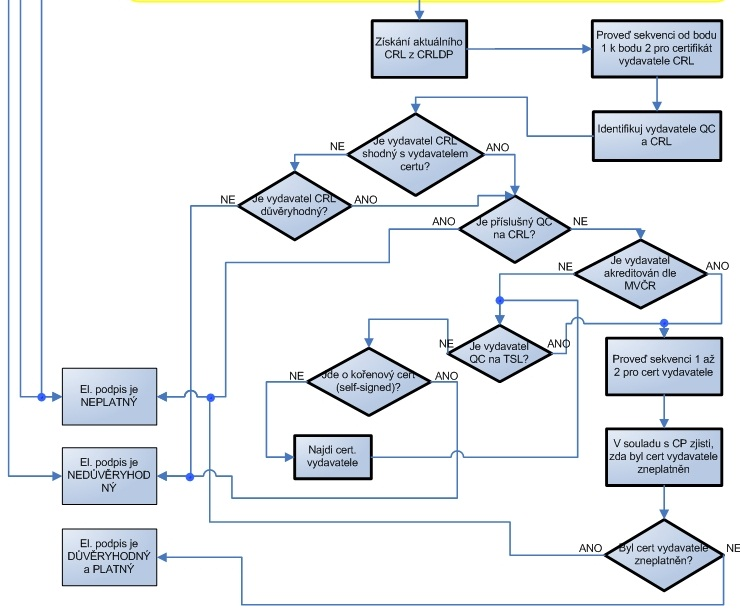 Získání aktuálního
CRL z CRLDP
Proveď sekvenci od bodu
1 k bodu 2 pro certifikát
vydavatele CRL
Identifikuj vydavatele QC
a CRL
NE
Je vydavatel CRL
shodný s vydavatelem
certu?
ANO
NE
Je vydavatel CRL
důvěryhodný?
ANO
ANO
Je příslušný QC
na CRL?
NE
NE
Je vydavatel
akreditován dle
MVČR
ANO
NE
Je vydavatel
QC na TSL?
ANO
Proveď sekvenci 1 až
2 pro cert vydavatele
NE
Jde o kořenový cert
(self-signed)?
ANO
El. podpis je
NEPLATNÝ
Najdi cert.
vydavatele
V souladu s CP zjisti,
zda byl cert vydavatele
zneplatněn
El. podpis je
NEDŮVĚRYHOD
NÝ
El. podpis je
DŮVĚRYHODNÝ
a PLATNÝ
ANO
Byl cert vydavatele
zneplatněn?
NE